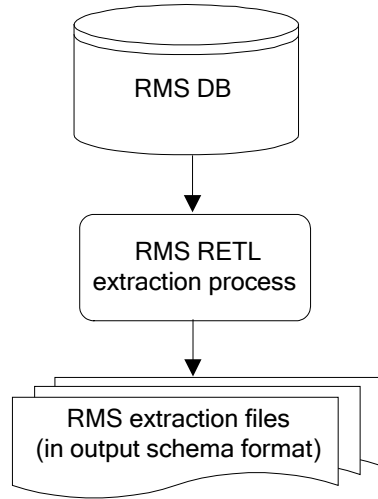 RMS DB
RMS RETL
extraction process
RMS extraction files
(in output schema format)